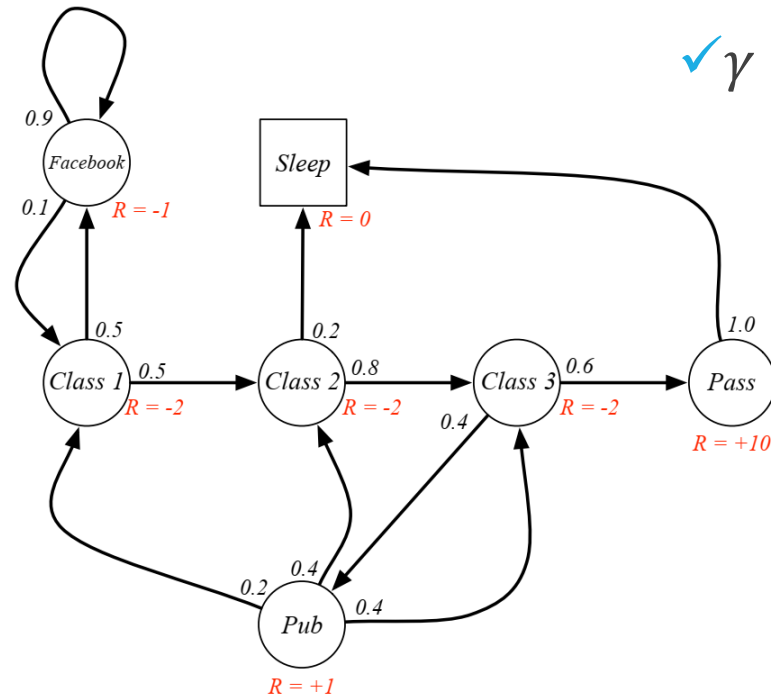 ✓γ
0.9
Facebook
0.1
R = -1
Sleep
R = 0
0.5
0.2
1.0
Class 1
0.5
R = -2
Class 2
0.8
R = -2
Class 3
0.6
R = -2
Pass
R = +10
0.4
0.2
0.4
0.4
Pub
R = +1